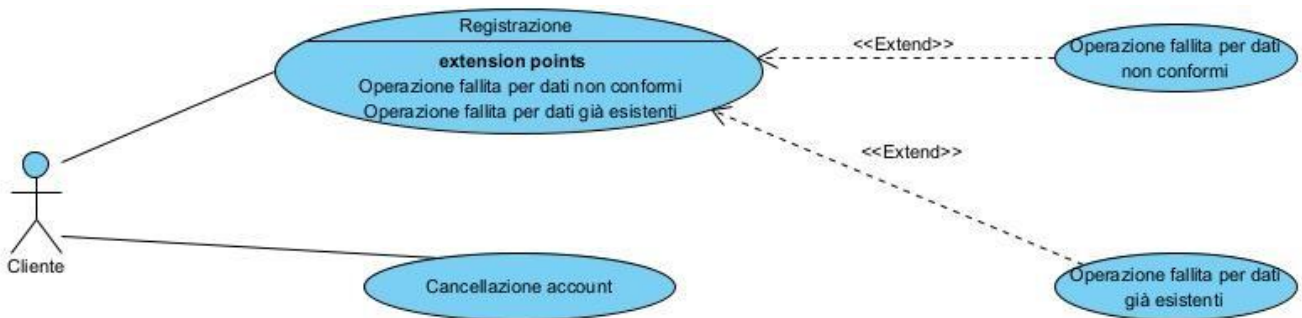 Registrazione
extension points
Operazione fallita per dati non conformi
Operazione fallita per dati già esistenti
<<Extend>>
Operazione fallita per dati
non conformi
<<Extend>>
Cliente
Cancellazione account
Operazione fallita per dati
già esistenti